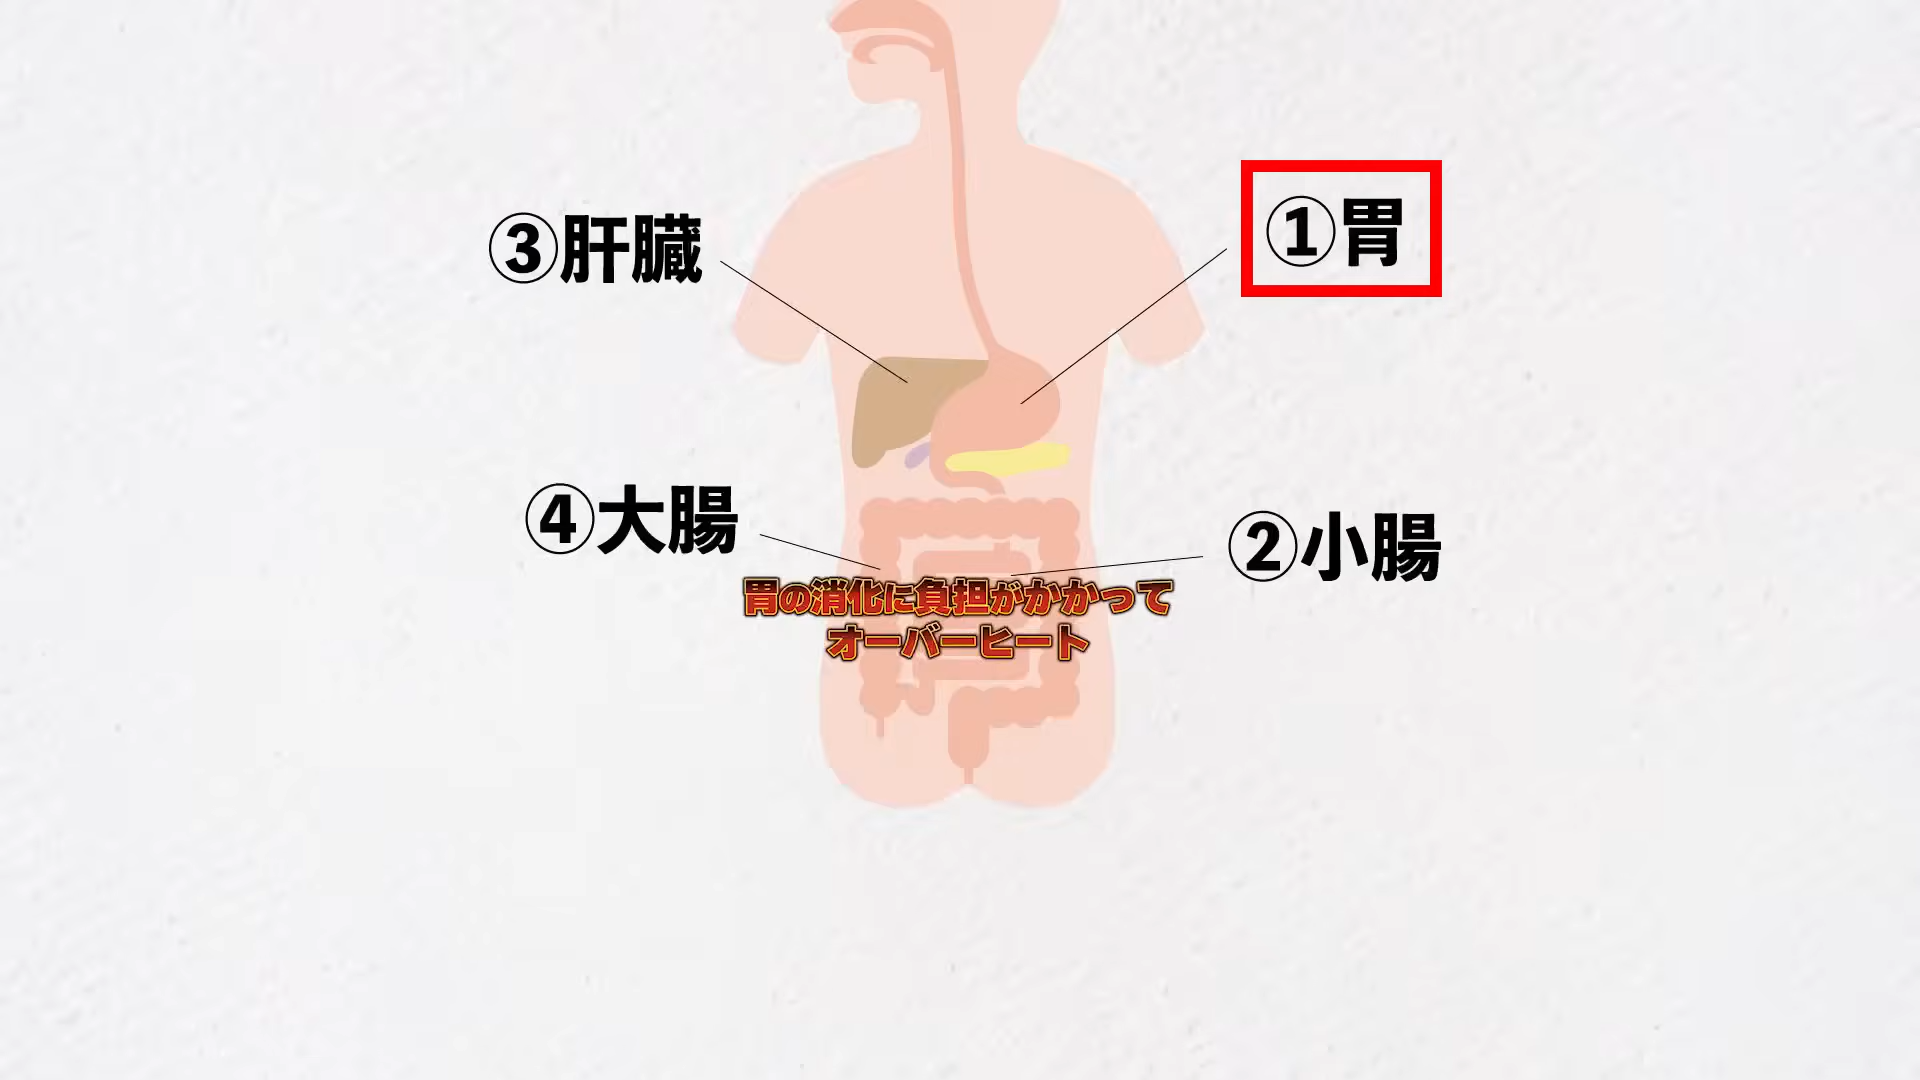 ①胃
③肝臓
④大腸
②小腸
胃の消化に負担がかかって
オーバーヒート